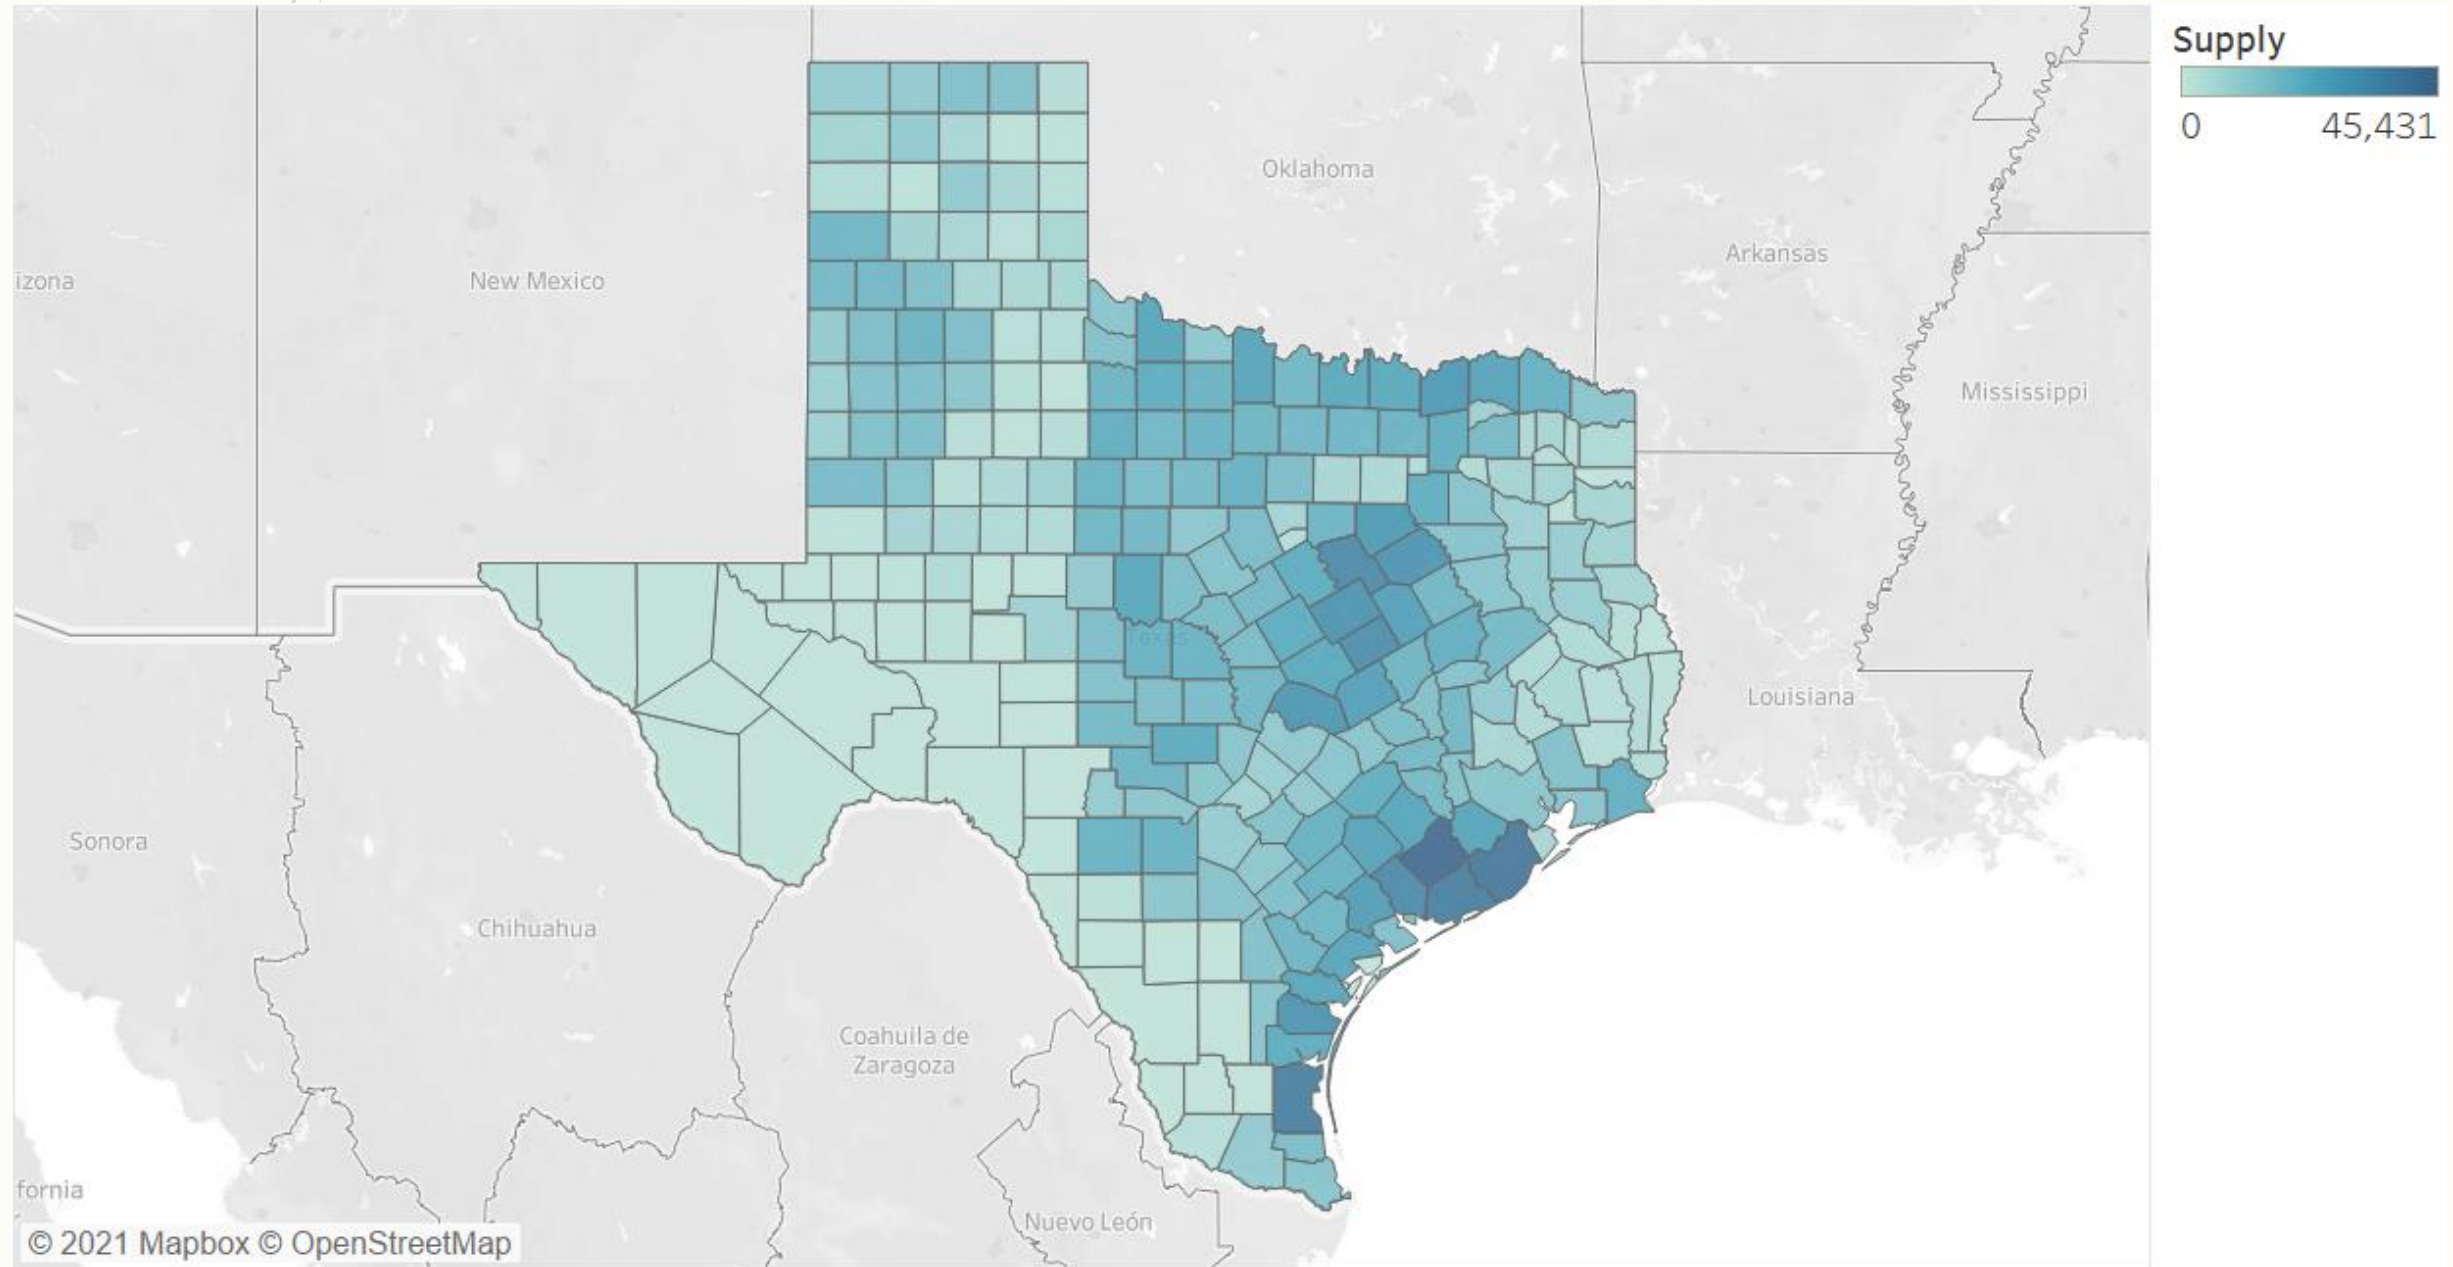 Supply
0 45,431
Oklahoma
Arkansas
izona
New Mexico
Mississippi
Texas
Louisiana
Sonora
Chihuahua
Coahuila de
Zaragoza
fornia
Nuevo León
© 2021 Mapbox © OpenStreetMap